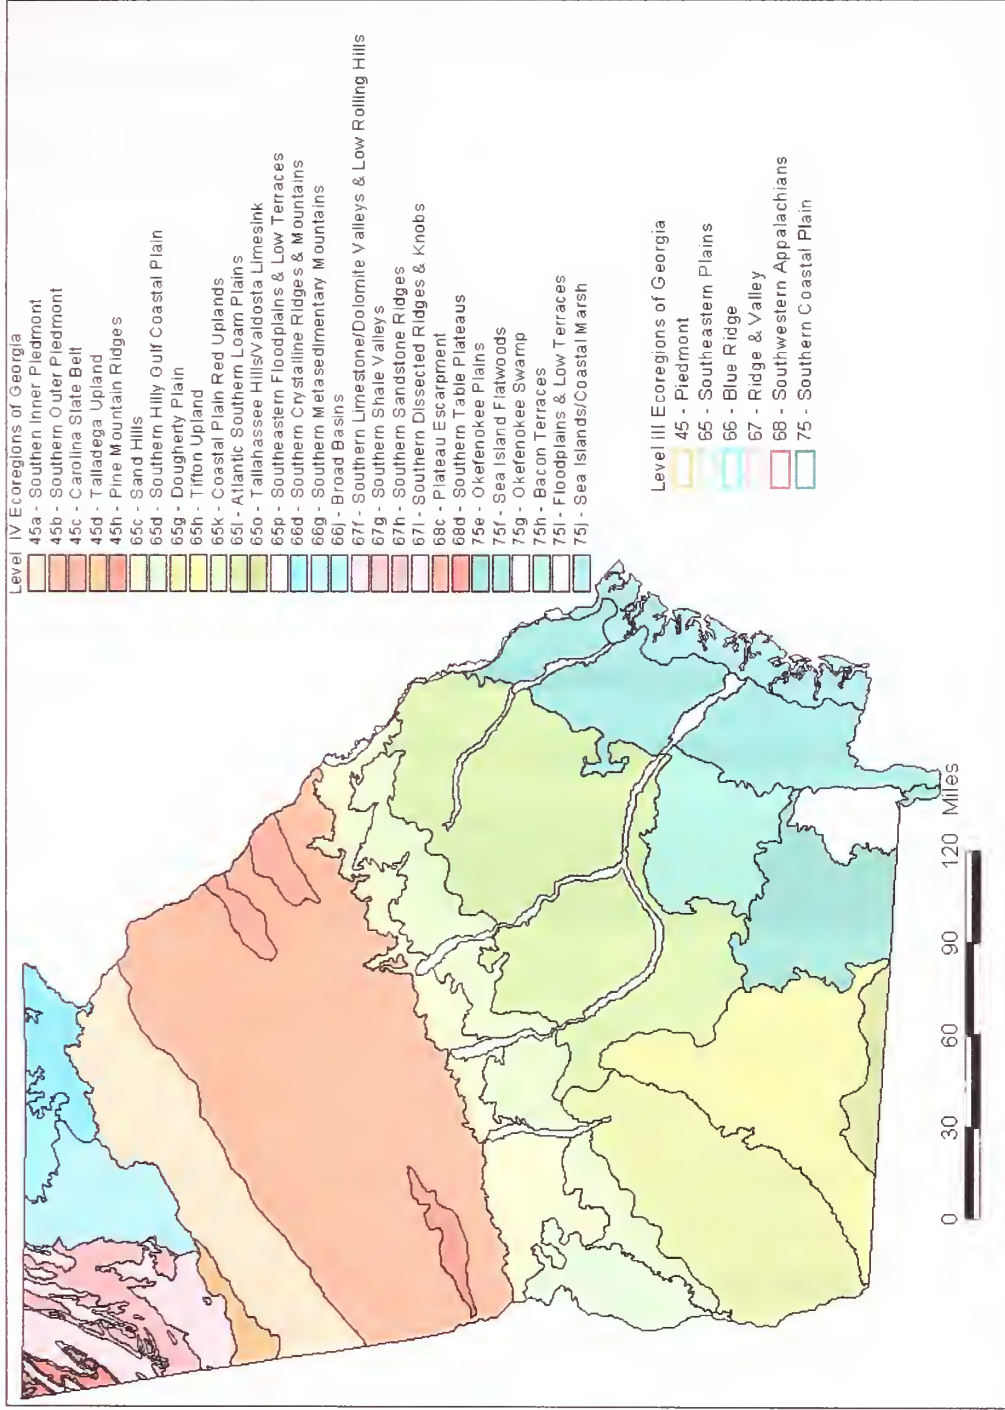 Level IV Ecoregions of Georgia
45a - Southen Inner Piedmont
45b - Southern Outer Piedmont
45c - Carolina Slate Belt
45d - Talladega Upland
45h - Pine Mountain Ridges
65c - Sand Hills
65d - Southern Hilly Gulf Coastal Plain
65g - Dougherty Plain
65h - Tifton Upland
65k - Coastal Plain Red Uplands
65l - Atlantic Southern Loam Plains
65o - Tallahassee Hills/Valdosta Limesink
65p - Southeastern Floodplains & Low Terraces
66d - Southern Crystalline Ridges & Mountains
66g - Southern Metasedimentary Mountains
66j - Broad Basins
67f - Southern Limestone/Dolomite Valleys & Low Rolling Hills
67g - Southern Shale Valleys
67h - Southern Sandstone Ridges
67i - Southern Dissected Ridges & Knobs
68c - Plateau Escarpment
68d - Southern Table Plateaus
75e - Okefenokee Plains
75f - Sea Island Flatwoods
75g - Okefenokee Swamp
75h - Bacon Terraces
75i - Floodplains & Low Terraces
75j - Sea Islands/Coastal Marsh
Level III Ecoregions of Georgia
45 - Piedmont
65 - Southeastern Plains
66 - Blue Ridge
67 - Ridge & Valley
68 - Southwestern Appalachians
75 - Southern Coastal Plain
0 30 60 90 120 Miles